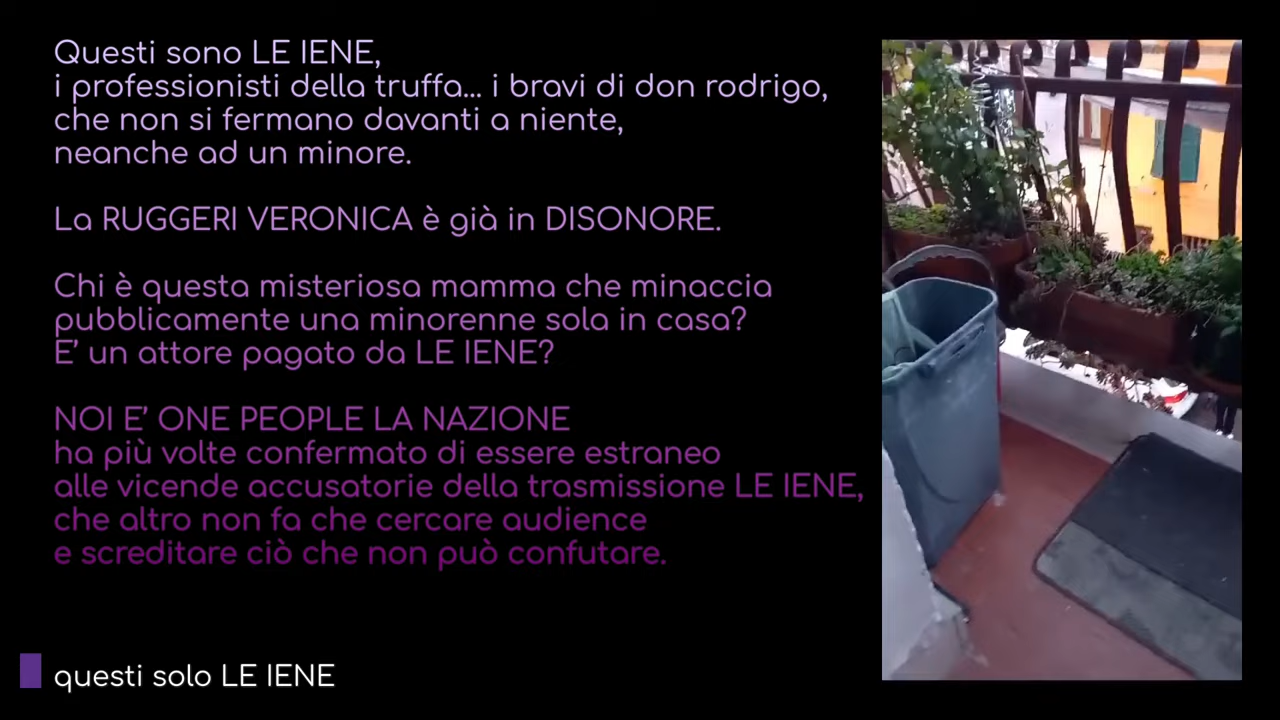 Questi sono LE IENE,
i professionisti della truffa... i bravi di don rodrigo,
che non si fermano davanti a niente,
neanche ad un minore.
La RUGGERI VERONICA è già in DISONORE.
Chi è questa misteriosa mamma che minaccia
pubblicamente una minorenne sola in casa?
E' un attore pagato da LE IENE?
NOI E' ONE PEOPLE LA NAZIONE
ha più volte confermato di essere estraneo
alle vicende accusatorie della trasmissione LE IENE,
che altro non fa che cercare audience
e screditare ciò che non può confutare.
questi solo LE IENE